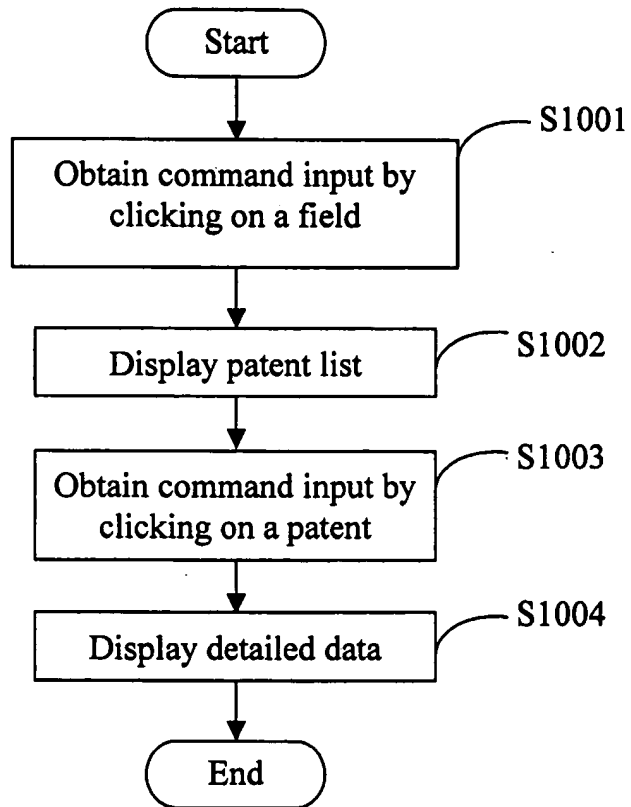 Start
S1001
Obtain command input by
clicking on a field
S1002
Display patent list
S1003
Obtain command input by
clicking on a patent
S1004
Display detailed data
End